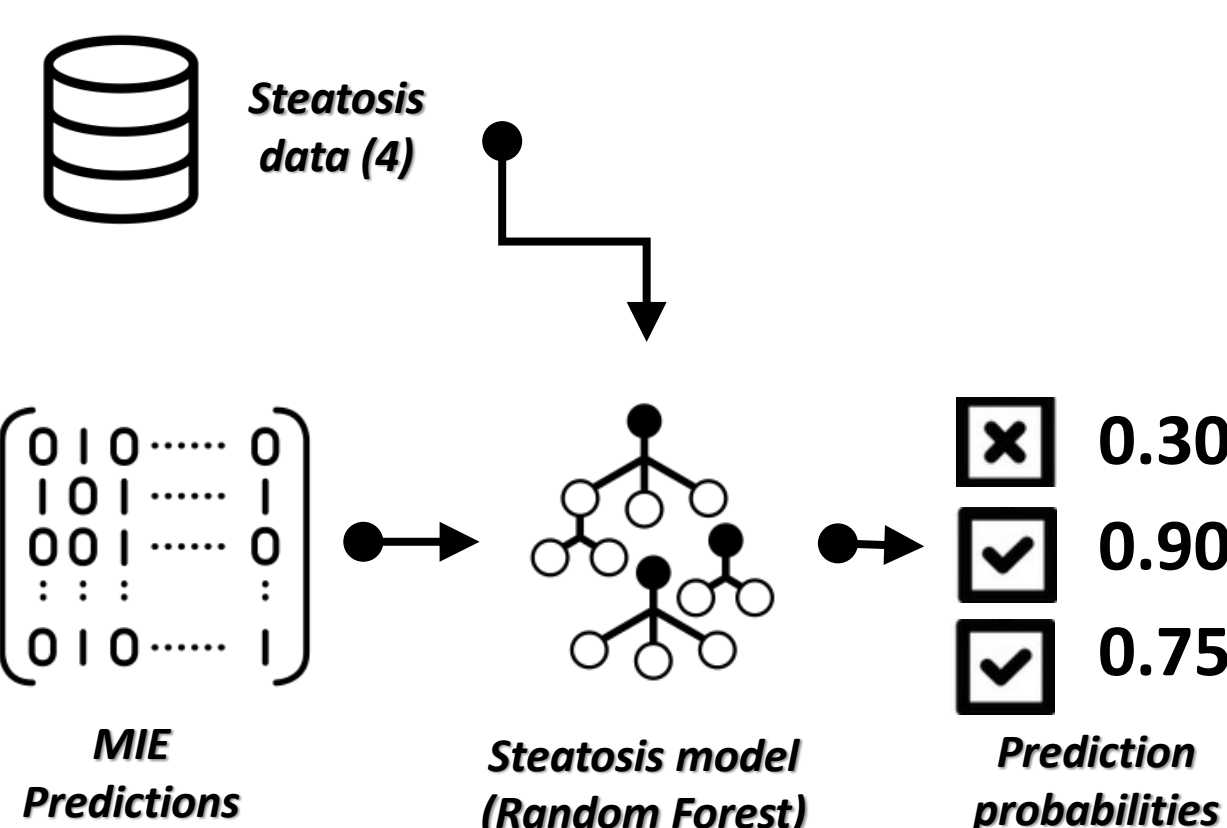 Steatosis
data (4)
0 1 0 ...... 0
1 0 1 ...... 1
0 0 1 ...... 0
⋮ ⋮ ⋮ ⋮
0 1 0 ...... 1
0.30
0.90
0.75
MIE
Predictions
Steatosis model
(Random Forest)
Prediction
probabilities